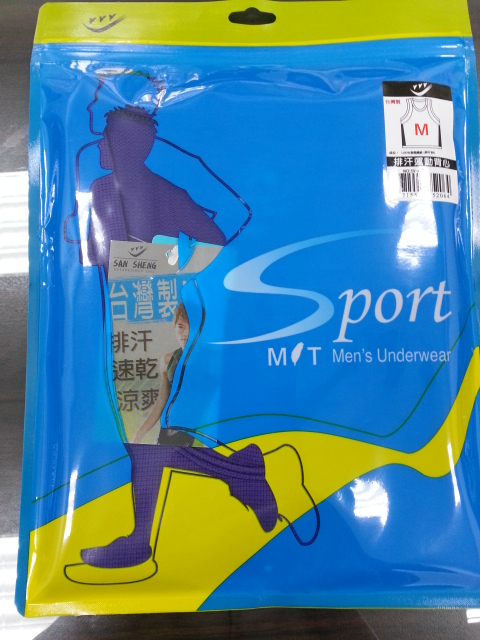 台灣製
M
排汗運動背心
SAN SHENG
台灣製
排汗
速乾
涼爽
Sport
MIT Men's Underwear